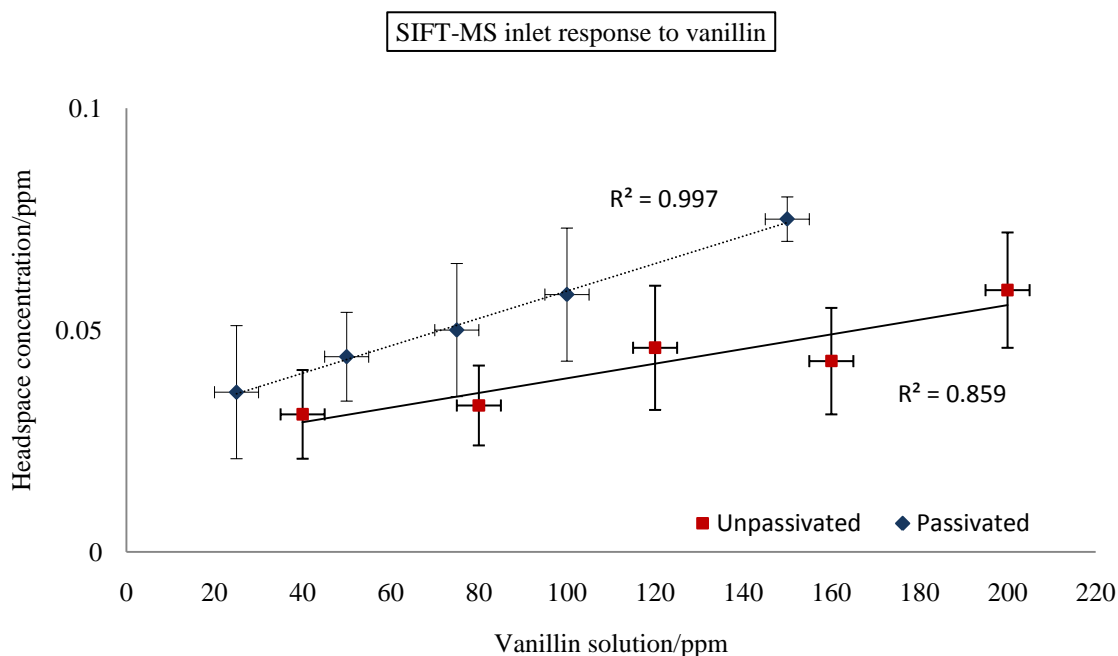 SIFT-MS inlet response to vanillin
0.1
R² = 0.997
0.05
R² = 0.859
Headspace concentration/ppm
Unpassivated Passivated
0
0 20 40 60 80 100 120 140 160 180 200 220
Vanillin solution/ppm